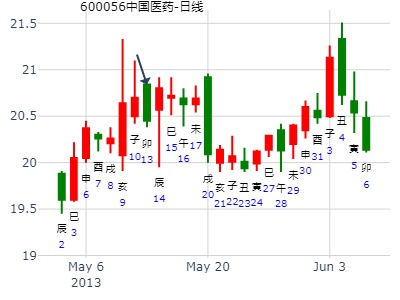 600056中国医药-日线
21.5
21
20.5
20
19.5
19
辰 2
巳 3
申 6
酉 7
戌 8
亥 9
子 10
卯 13
辰 14
巳 15
午 16
未 17
戌 20
亥 21
子 22
丑 23
寅 24
巳 27
午 28
未 29
申 30
酉 31
子 3
丑 4
寅 5
卯 6
May 6
2013
May 20
Jun 3